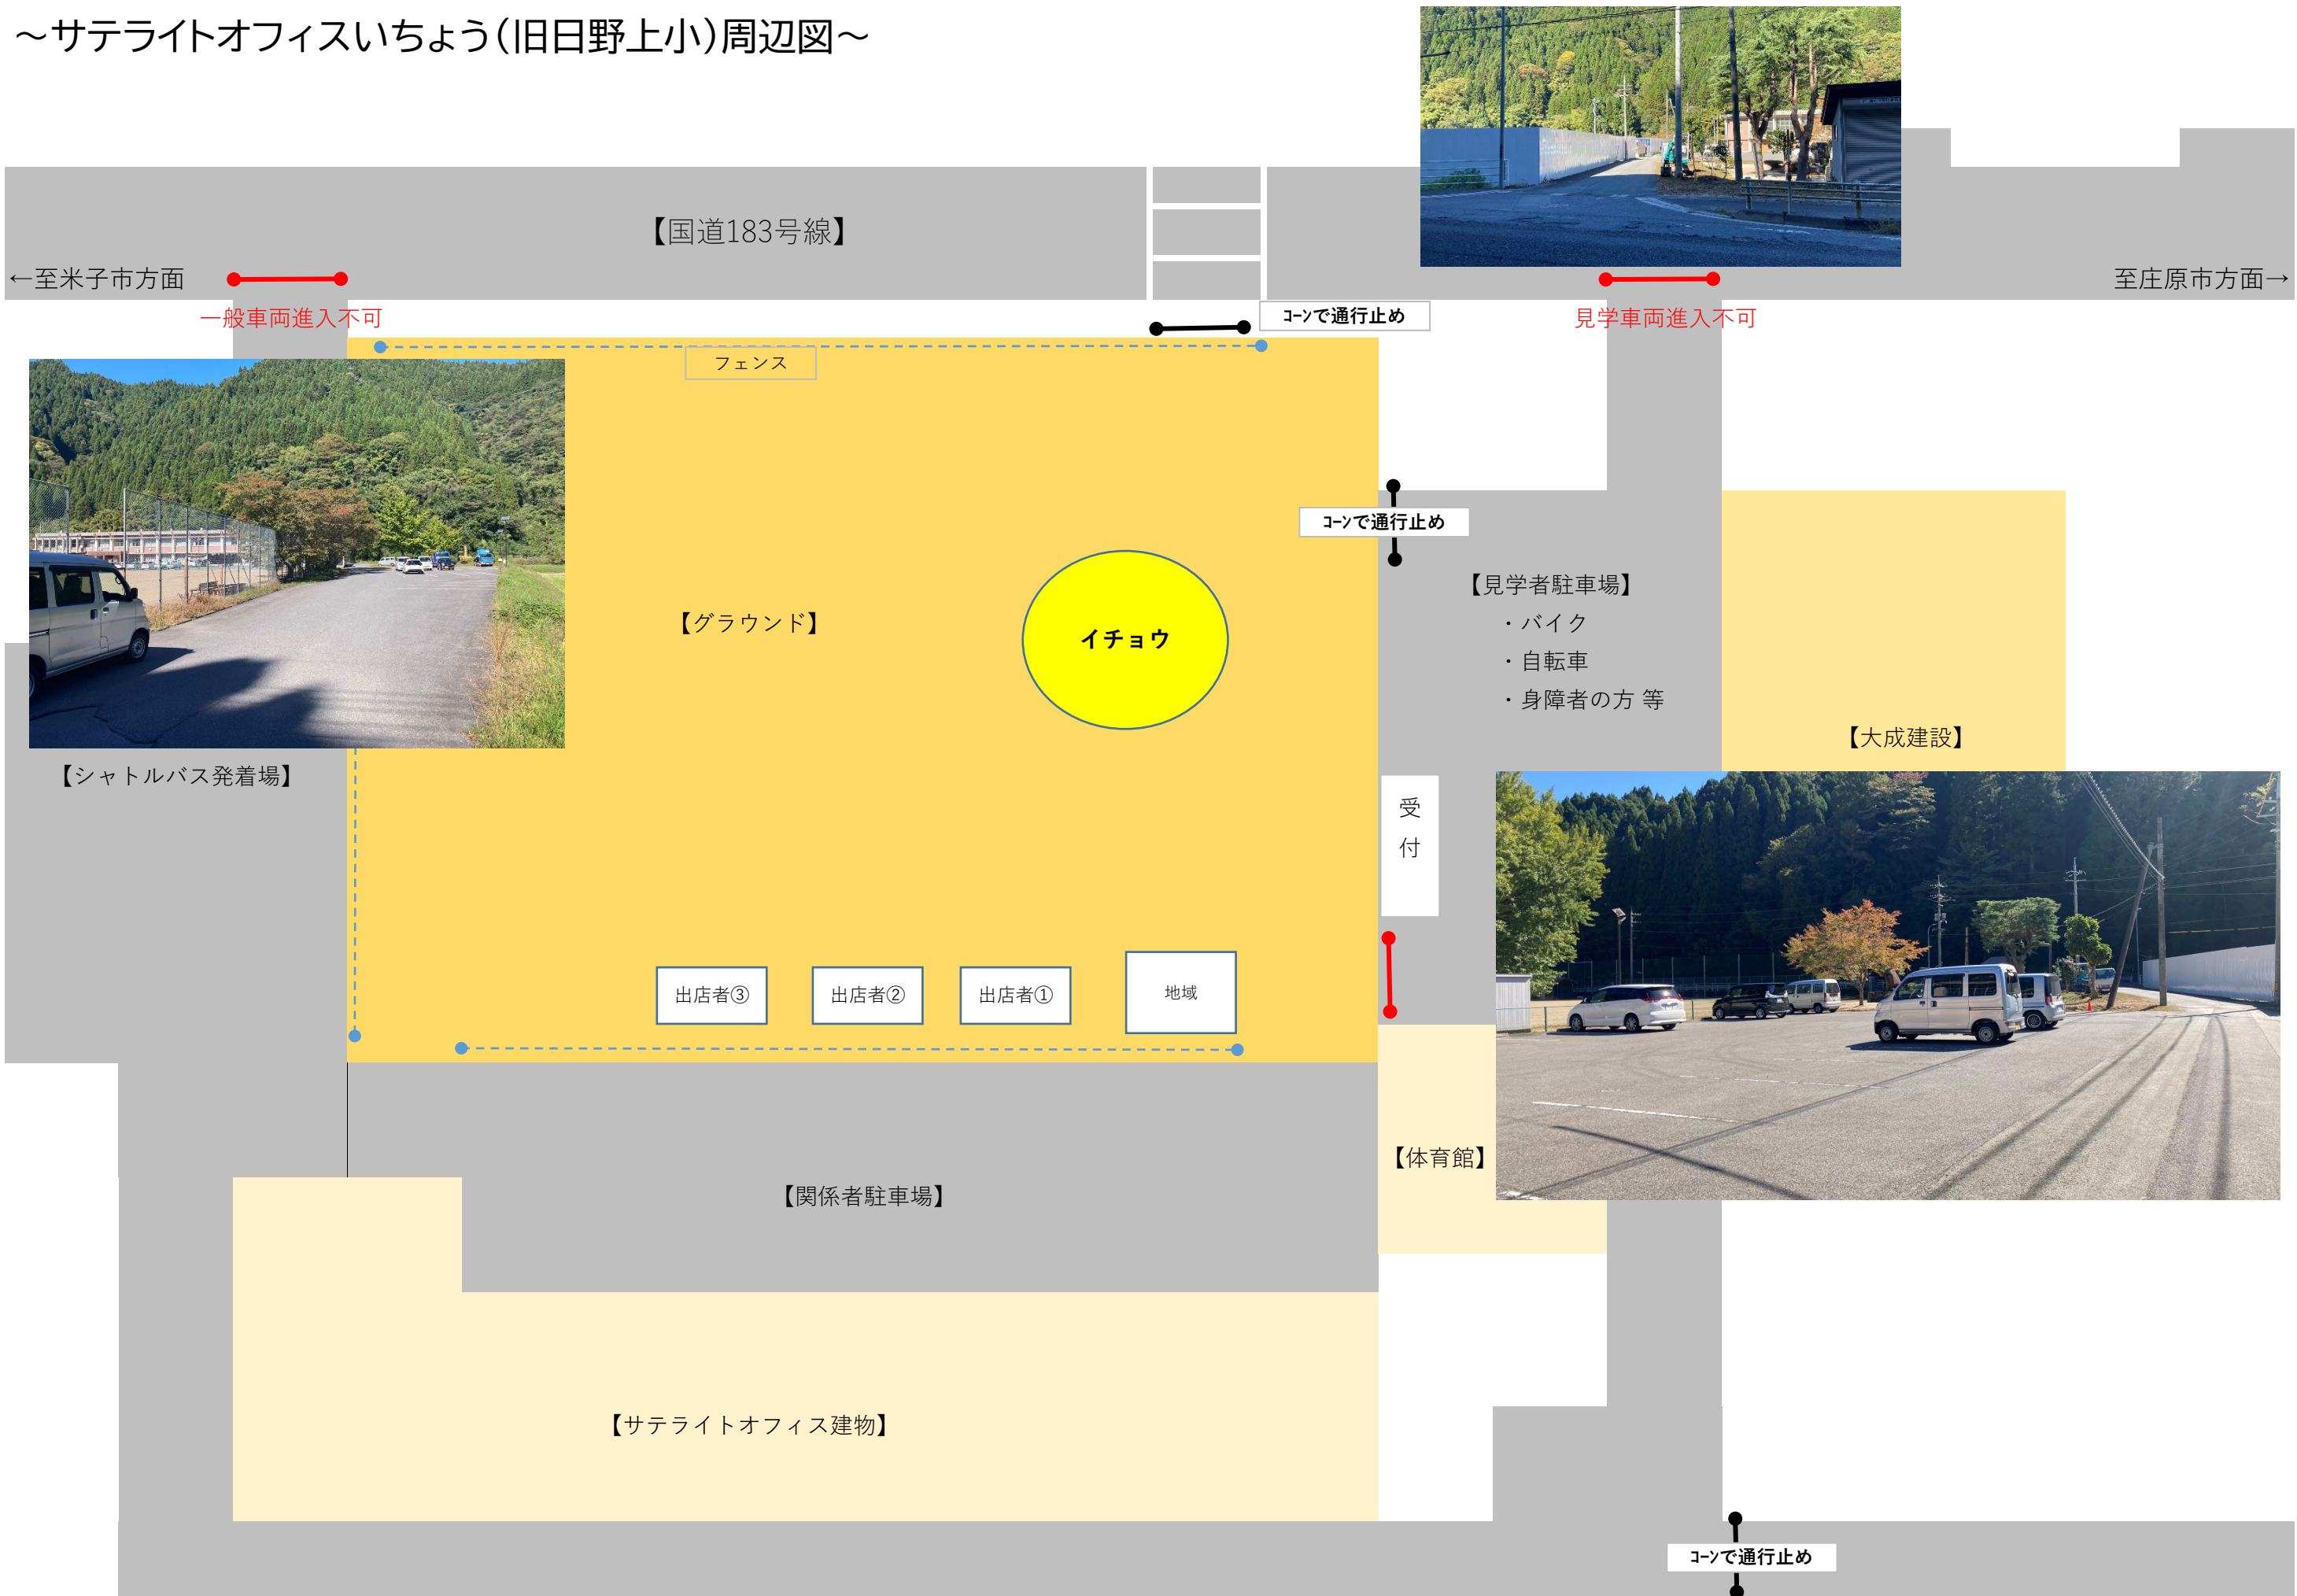 ～サテライトオフィスいちょう(旧日野上小)周辺図～
【国道183号線】
←至米子市方面
至庄原市方面→
一般車両進入不可
ｺｰﾝで通行止め
見学車両進入不可
フェンス
ｺｰﾝで通行止め
【見学者駐車場】
・バイク
・自転車
・身障者の方 等
【グラウンド】
イチョウ
【大成建設】
【シャトルバス発着場】
受
付
出店者③
出店者②
出店者①
地域
【体育館】
【関係者駐車場】
【サテライトオフィス建物】
ｺｰﾝで通行止め